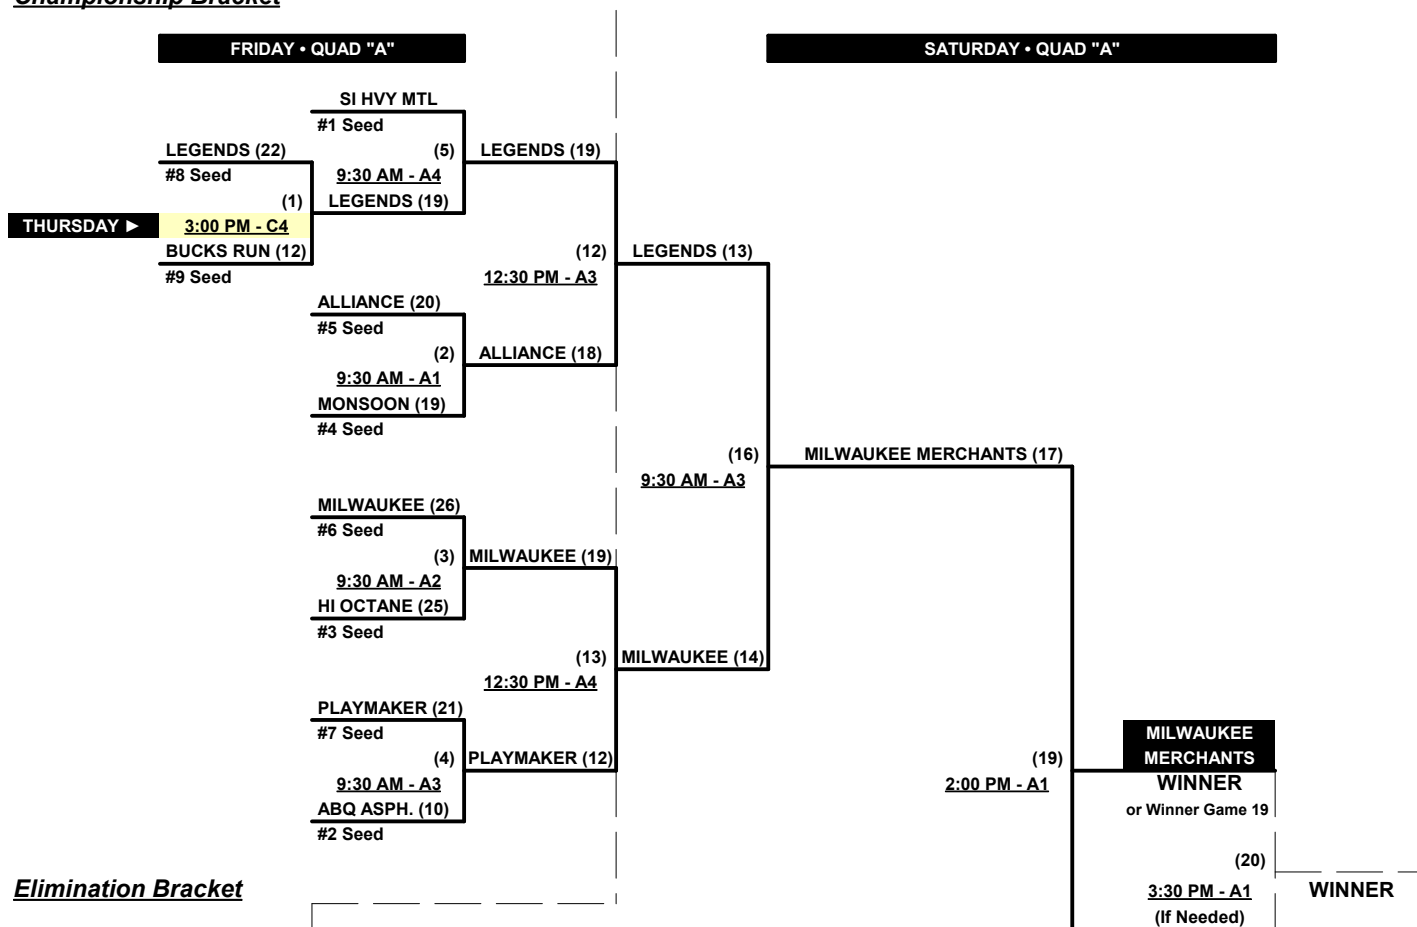 Championship Bracket
FRIDAY • QUAD "A"
SATURDAY • QUAD "A"
SI HVY MTL
#1 Seed
LEGENDS (22)
(5)
LEGENDS (19)
#8 Seed
9:30 AM - A4
(1)
LEGENDS (19)
THURSDAY ►
3:00 PM - C4
BUCKS RUN (12)
(12)
LEGENDS (13)
#9 Seed
12:30 PM - A3
ALLIANCE (20)
#5 Seed
(2)
ALLIANCE (18)
9:30 AM - A1
MONSOON (19)
#4 Seed
(16)
MILWAUKEE MERCHANTS (17)
9:30 AM - A3
MILWAUKEE (26)
#6 Seed
(3)
MILWAUKEE (19)
9:30 AM - A2
HI OCTANE (25)
#3 Seed
(13)
MILWAUKEE (14)
12:30 PM - A4
PLAYMAKER (21)
#7 Seed
MILWAUKEE
(4)
PLAYMAKER (12)
(19)
MERCHANTS
9:30 AM - A3
2:00 PM - A1
WINNER
ABQ ASPH. (10)
or Winner Game 19
#2 Seed
(20)
Elimination Bracket
3:30 PM - A1
WINNER
(If Needed)